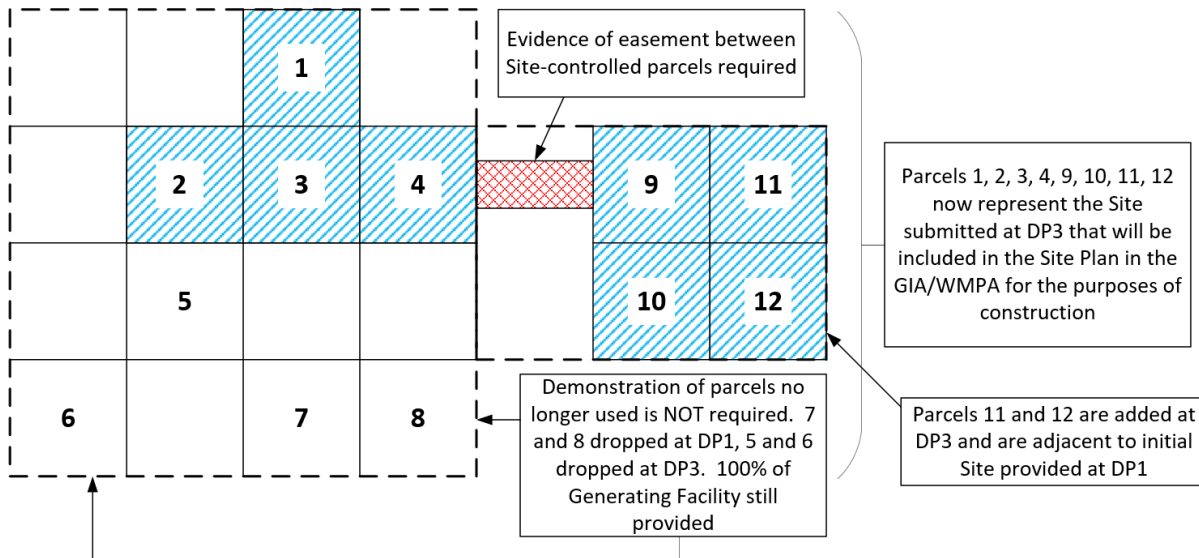 1
Evidence of easement between
Site-controlled parcels required
2
3
4
9
11
Parcels 1, 2, 3, 4, 9, 10, 11, 12
now represent the Site
submitted at DP3 that will be
included in the Site Plan in the
GIA/WMPA for the purposes of
construction
5
10
12
6
7
8
Demonstration of parcels no
longer used is NOT required.  7
and 8 dropped at DP1, 5 and 6
dropped at DP3.  100% of
Generating Facility still
provided
Parcels 11 and 12 are added at
DP3 and are adjacent to initial
Site provided at DP1